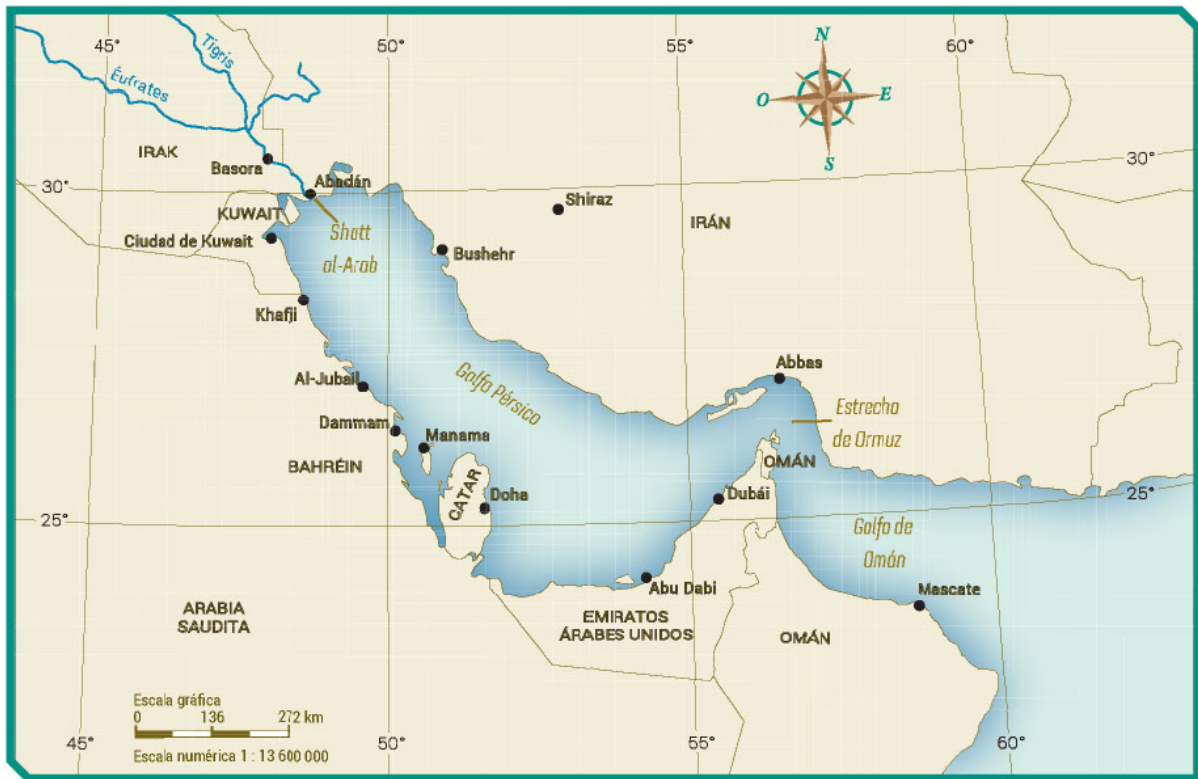 45°
50°
55°
60°
Tigris
Éufrates
N
O
E
S
IRAK
Basora
30°
30°
Abadán
KUWAIT
Shiraz
IRÁN
Ciudad de Kuwait
Shatt
al-Arab
Bushehr
Khafji
Al-Jubail
Golfo Pérsico
Abbas
Estrecho
de Ormuz
Dammam
Manama
BAHRÉIN
OMÁN
CATAR
Doha
Dubái
25°
25°
Golfo de
Omán
Abu Dabi
Mascate
ARABIA
SAUDITA
EMIRATOS
ÁRABES UNIDOS
OMÁN
Escala gráfica
0 136 272 km
Escala numérica 1 : 13 600 000
45°
50°
55°
60°